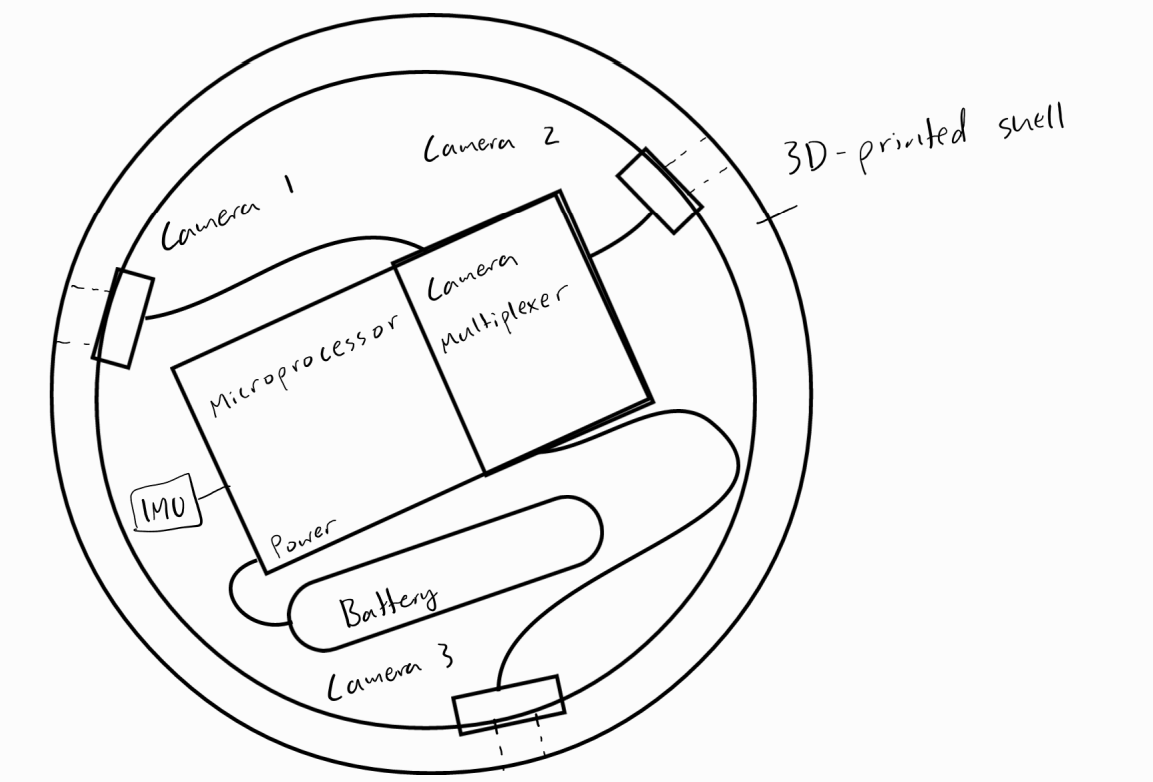 Camera 2
3D-printed shell
Camera 1
Camera
Multiplexer
Microprocessor
IMU
Power
Battery
Camera 3